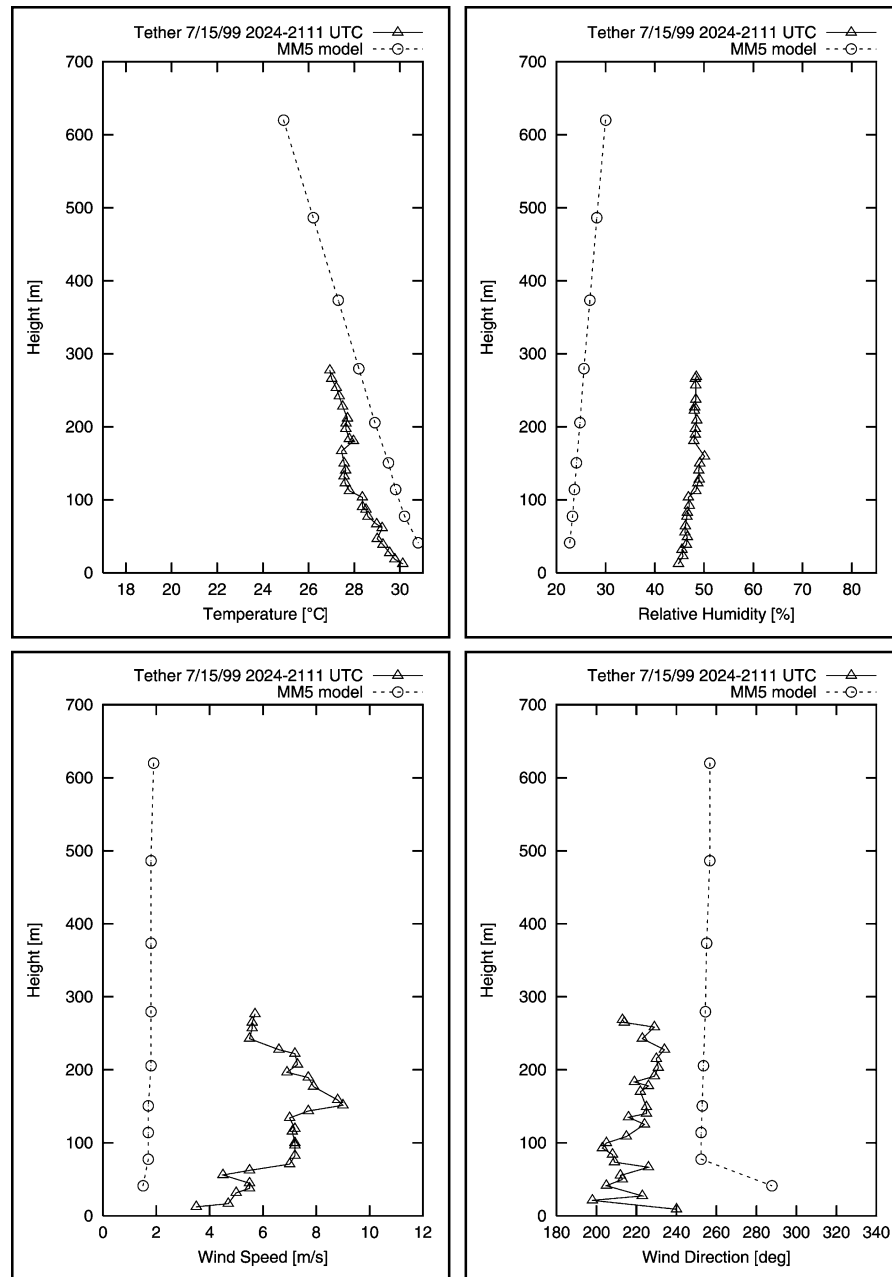 Tether 7/15/99 2024-2111 UTC
MM5 model
700
600
500
400
300
200
100
0
Height [m]
18 20 22 24 26 28 30
Temperature [°C]
Tether 7/15/99 2024-2111 UTC
MM5 model
700
600
500
400
300
200
100
0
Height [m]
20 30 40 50 60 70 80
Relative Humidity [%]
Tether 7/15/99 2024-2111 UTC
MM5 model
700
600
500
400
300
200
100
0
Height [m]
0 2 4 6 8 10 12
Wind Speed [m/s]
Tether 7/15/99 2024-2111 UTC
MM5 model
700
600
500
400
300
200
100
0
Height [m]
180 200 220 240 260 280 300 320 340
Wind Direction [deg]